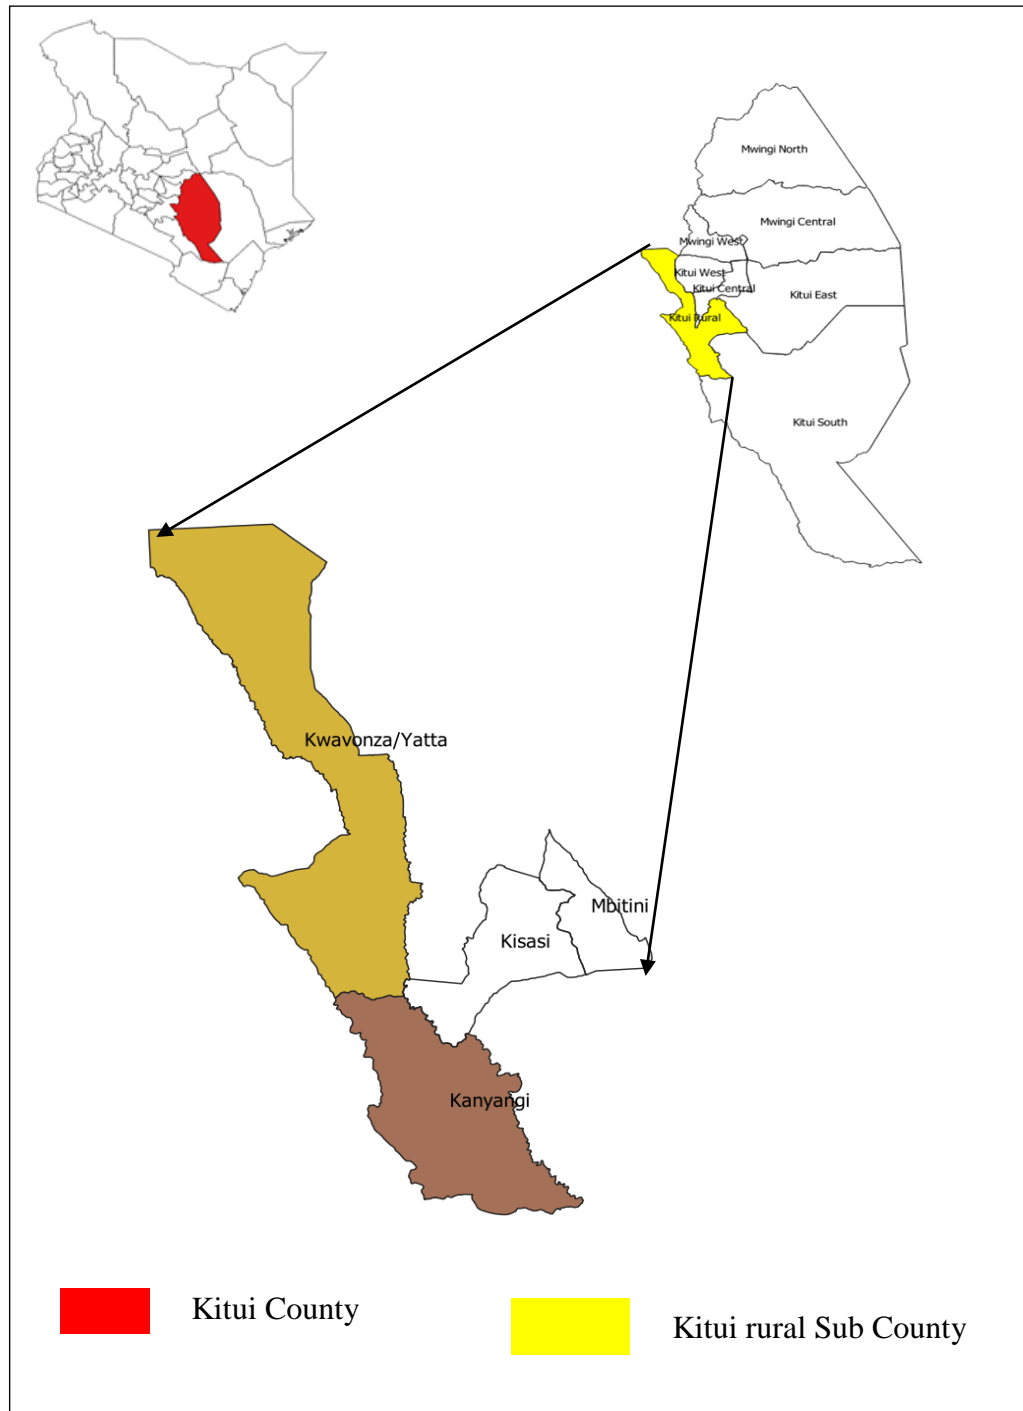 Mwingi North
Mwingi Central
Mwingi West
Kitui West
Kitui Central
Kitui East
Kitui Rural
Kitui South
Kwavonza/Yatta
Mbitini
Kisasi
Kanyangi
Kitui County
Kitui rural Sub County